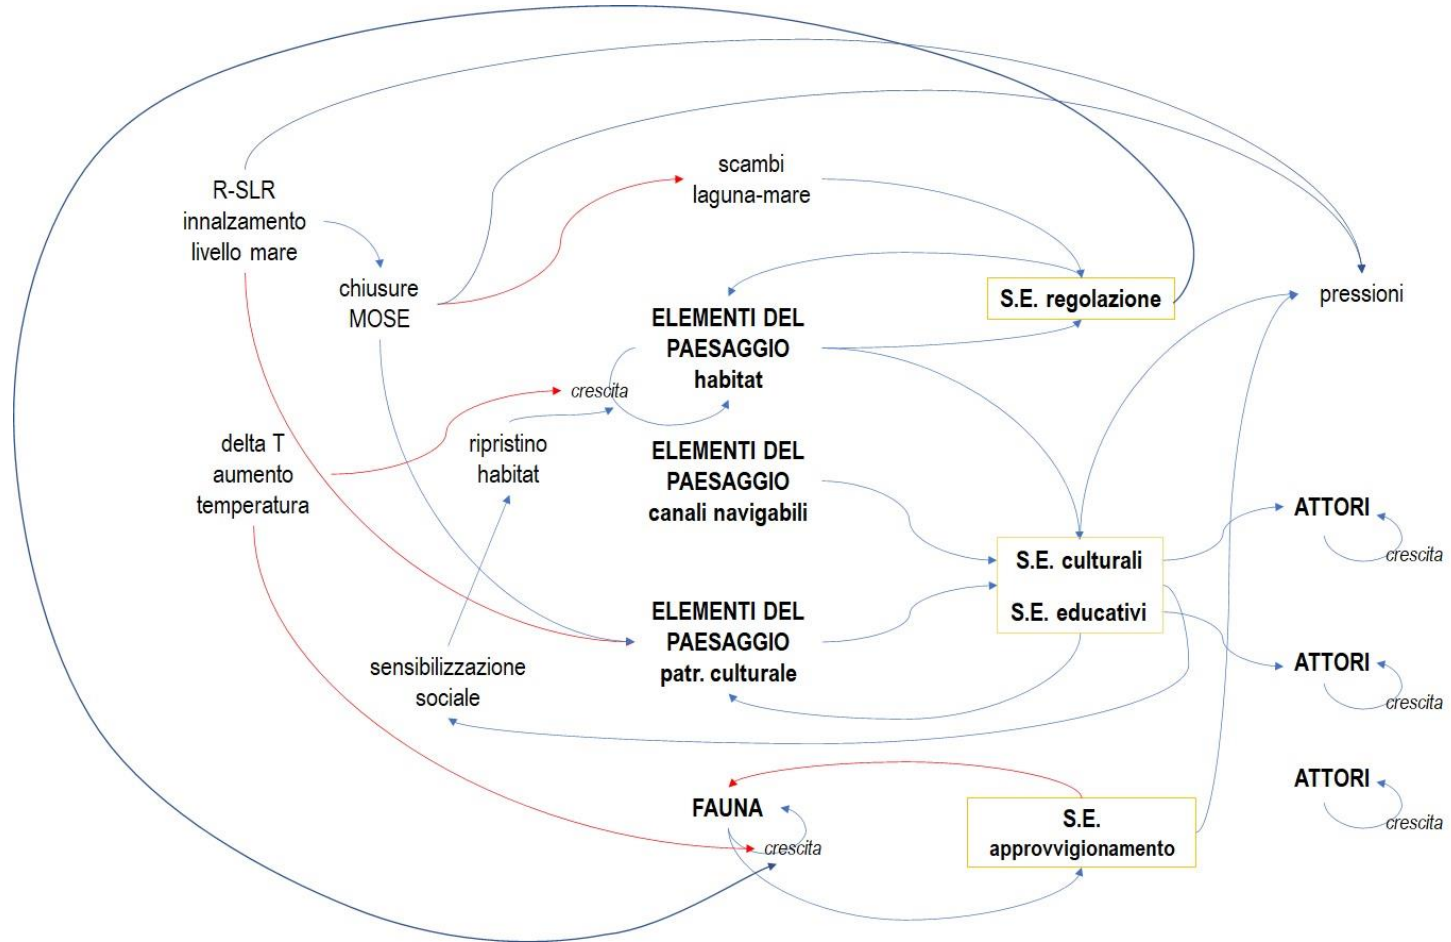 scambi
laguna-mare
R-SLR
innalzamento
livello mare
chiusure
MOSE
S.E. regolazione
pressioni
ELEMENTI DEL
PAESAGGIO
habitat
crescita
delta T
aumento
temperatura
ripristino
habitat
ELEMENTI DEL
PAESAGGIO
canali navigabili
ATTORI
crescita
S.E. culturali
S.E. educativi
ELEMENTI DEL
PAESAGGIO
patr. culturale
sensibilizzazione
sociale
ATTORI
crescita
FAUNA
crescita
S.E.
approvvigionamento
ATTORI
crescita